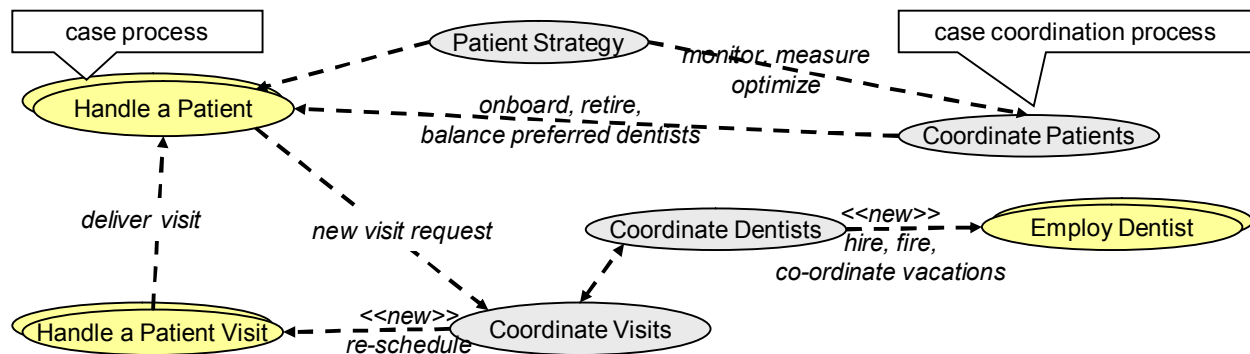 case process
Patient Strategy
case coordination process
monitor, measure
optimize
Handle a Patient
onboard, retire,
balance preferred dentists
Coordinate Patients
deliver visit
new visit request
Coordinate Dentists
<<new>>
hire, fire,
co-ordinate vacations
Employ Dentist
Handle a Patient Visit
<<new>>
re-schedule
Coordinate Visits